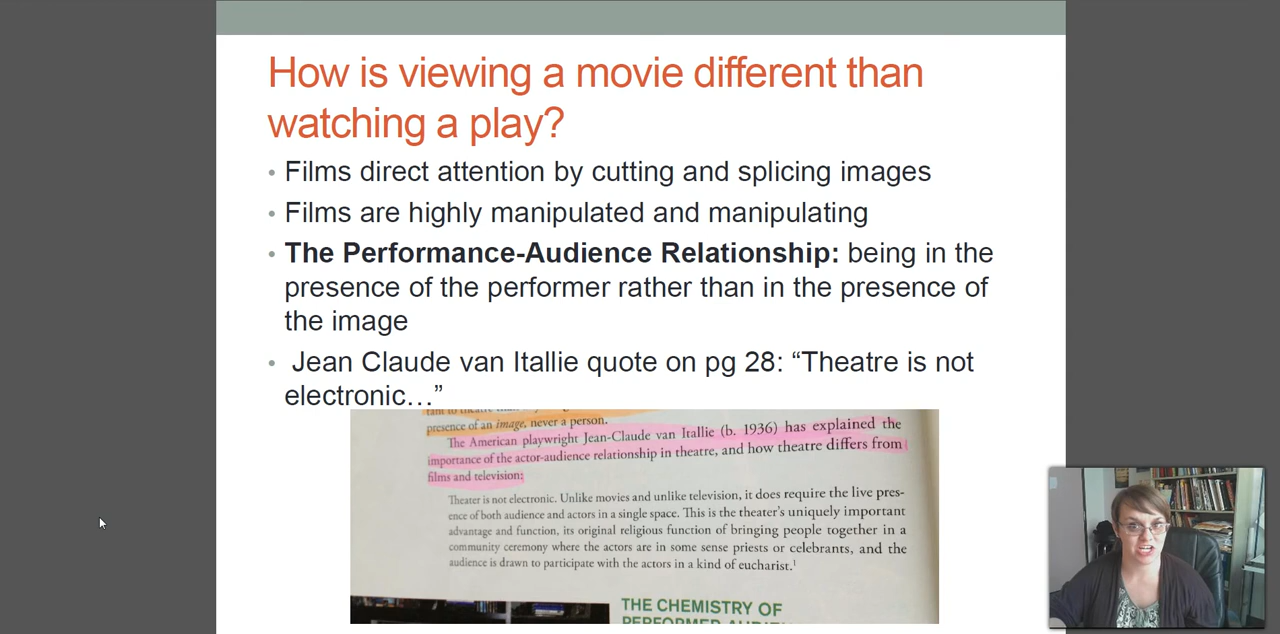 How is viewing a movie different than
watching a play?
• Films direct attention by cutting and splicing images
• Films are highly manipulated and manipulating
• The Performance-Audience Relationship: being in the
presence of the performer rather than in the presence of
the image
• Jean Claude van Itallie quote on pg 28: “Theatre is not
electronic…”
presence of an image, never a person.
The American playwright Jean-Claude van Itallie (b. 1936) has explained the
importance of the actor-audience relationship in theatre, and how theatre differs from
films and television:
Theater is not electronic. Unlike movies and unlike television, it does require the live pres-
ence of both audience and actors in a single space. This is the theater's uniquely important
advantage and function, its original religious function of bringing people together in a
community ceremony where the actors are in some sense priests or celebrants, and the
audience is drawn to participate with the actors in a kind of eucharist.¹
THE CHEMISTRY OF